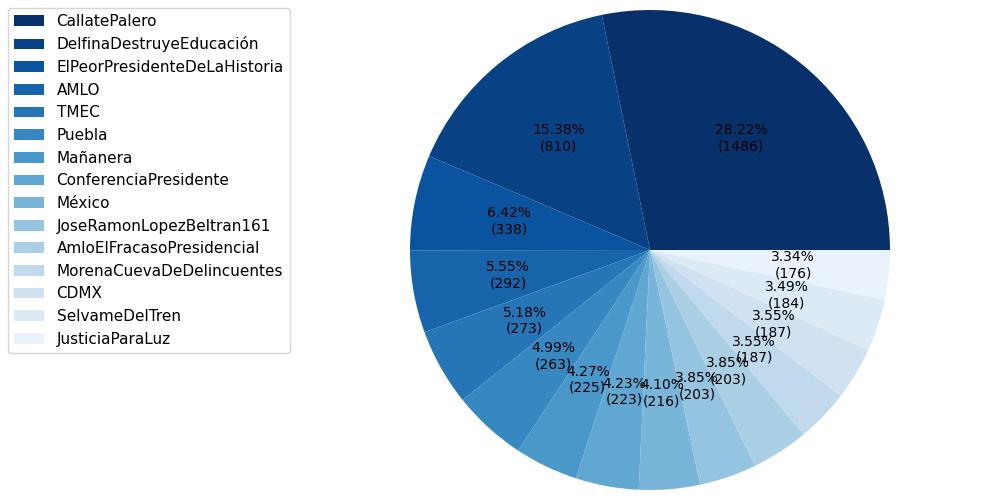 CallatePalero
DelfinaDestruyeEducación
ElPeorPresidenteDeLaHistoria
AMLO
TMEC
Puebla
Mañanera
ConferenciaPresidente
México
JoseRamonLopezBeltran161
AmloElFracasoPresidencial
MorenaCuevaDeDelincuentes
CDMX
SelvameDelTren
JusticiaParaLuz
28.22%
(1486)
15.38%
(810)
6.42%
(338)
5.55%
(292)
5.18%
(273)
4.99%
(263)
4.27%
(225)
4.23%
(223)
4.10%
(216)
3.85%
(203)
3.85%
(203)
3.55%
(187)
3.55%
(187)
3.49%
(184)
3.34%
(176)